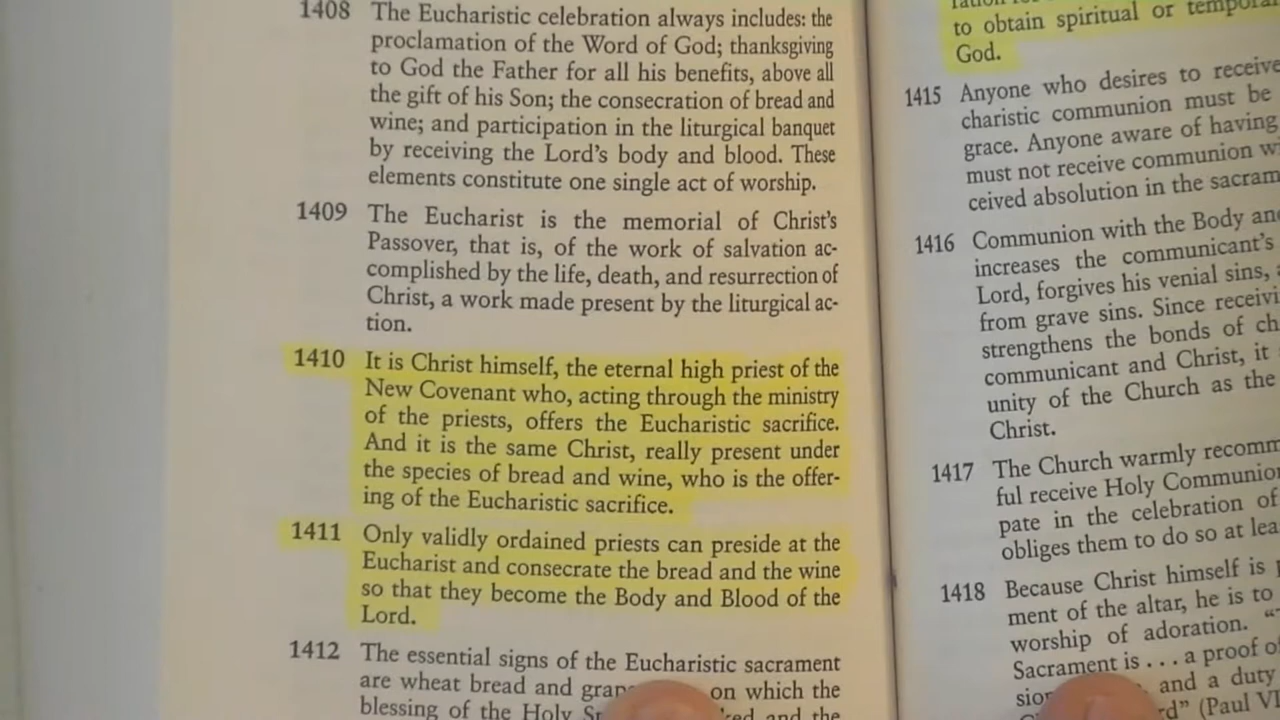 1408 The Eucharistic celebration always includes: the
proclamation of the Word of God; thanksgiving
to God the Father for all his benefits, above all
the gift of his Son; the consecration of bread and
wine; and participation in the liturgical banquet
by receiving the Lord's body and blood. These
elements constitute one single act of worship.
1409 The Eucharist is the memorial of Christ's
Passover, that is, of the work of salvation ac-
complished by the life, death, and resurrection of
Christ, a work made present by the liturgical ac-
tion.
1410 It is Christ himself, the eternal high priest of the
New Covenant who, acting through the ministry
of the priests, offers the Eucharistic sacrifice.
And it is the same Christ, really present under
the species of bread and wine, who is the offer-
ing of the Eucharistic sacrifice.
1411 Only validly ordained priests can preside at the
Eucharist and consecrate the bread and the wine
so that they become the Body and Blood of the
Lord.
1412 The essential signs of the Eucharistic sacrament
are wheat bread and on which the
blessing of the Holy and the
to obtain spiritual or
God.
1415 Anyone who desires to receive
charistic communion must be
grace. Anyone aware of having
must not receive communion
ceived absolution in the
1416 Communion with the Body
increases the communicant's
Lord, forgives his venial sins,
from grave sins. Since
strengthens the bonds of
communicant and Christ, it
unity of the Church as the
Christ.
1417 The Church warmly
ful receive Holy
pate in the celebration of
obliges them to do so at
1418 Because Christ himself is
ment of the altar, he is to
worship of adoration.
Sacrament is . . . a proof
and a duty
(Paul